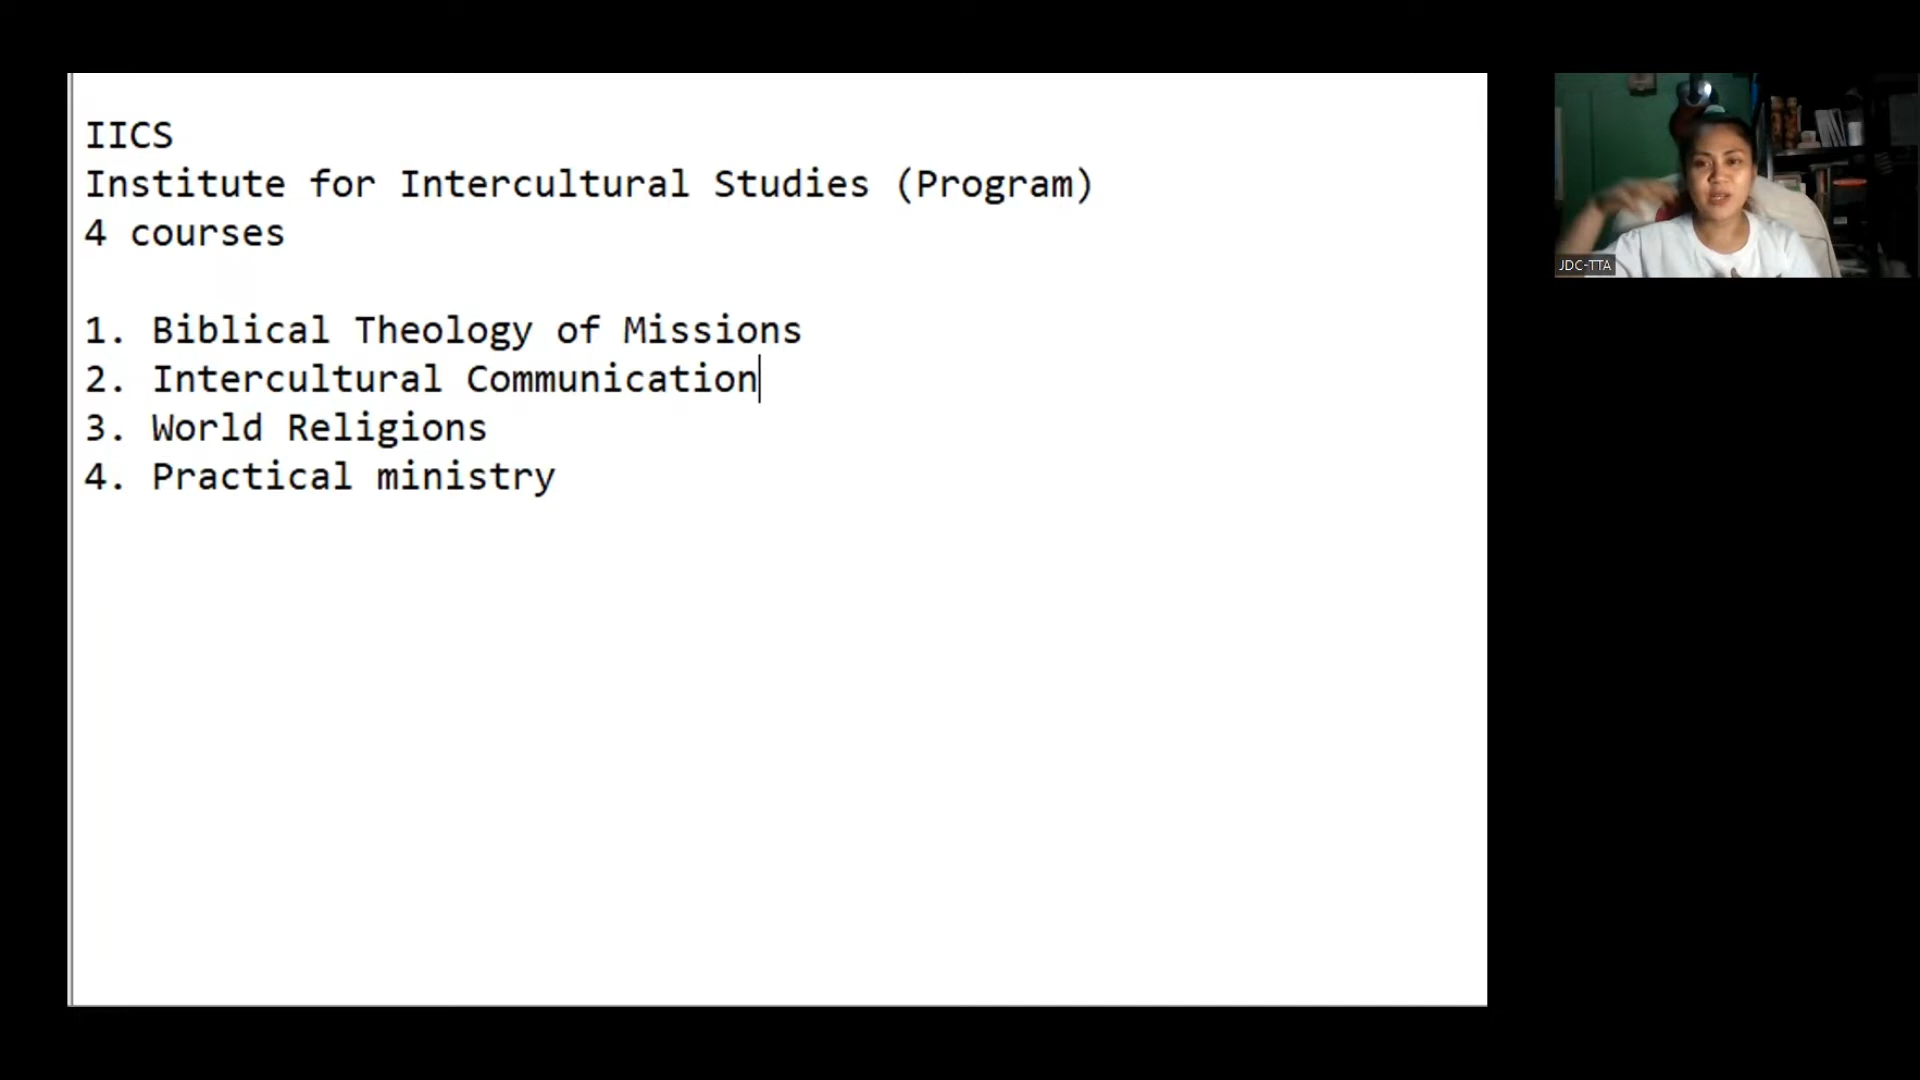 IICS
Institute for Intercultural Studies (Program)
4 courses
1. Biblical Theology of Missions
2. Intercultural Communication
3. World Religions
4. Practical ministry
JDC-TTA